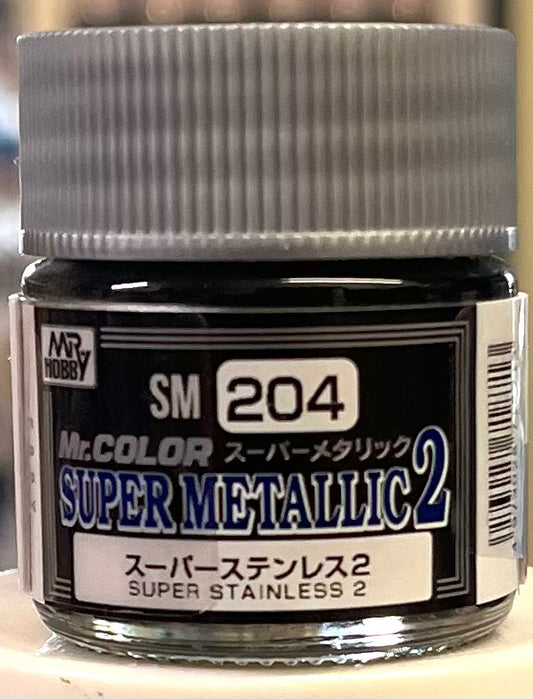 MR HOBBY
SM 204
Mr.COLOR スーパーメタリック2
SUPER METALLIC
スーパーステンレス2
SUPER STAINLESS 2